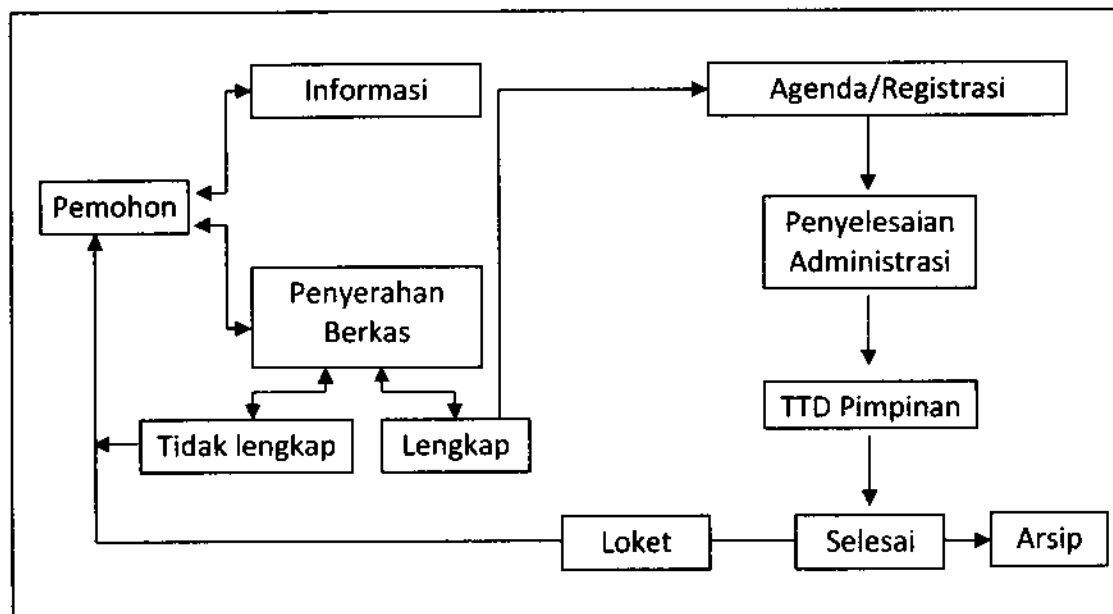 Informasi
Agenda/Registrasi
Pemohon
Penyelesaian
Administrasi
Penyerahan
Berkas
TTD Pimpinan
Tidak lengkap
Lengkap
Loket
Selesai
Arsip